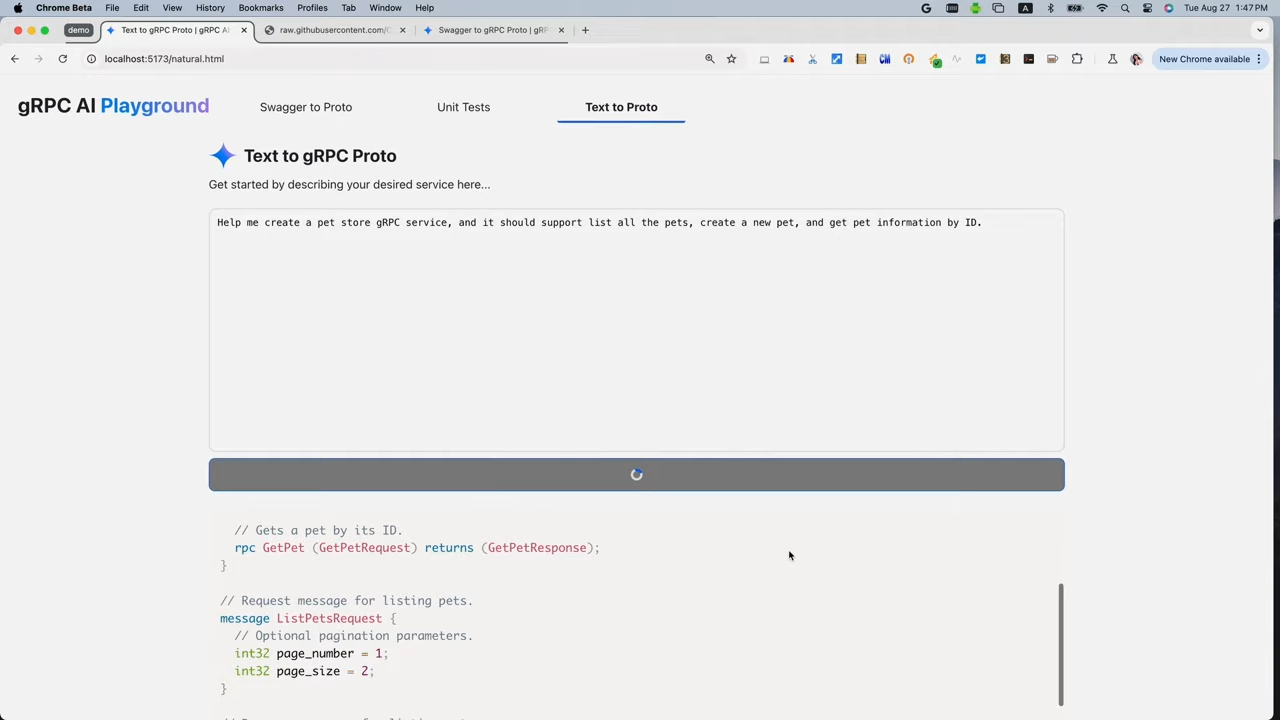 Chrome Beta File Edit View History Bookmarks Profiles Tab Window Help Tue Aug 27 1:47 PM
demo Text to gRPC Proto | gRPC AI raw.githubusercontent.com/ Swagger to gRPC Proto | gR
localhost:5173/natural.html New Chrome available
gRPC AI Playground Swagger to Proto Unit Tests Text to Proto
Text to gRPC Proto
Get started by describing your desired service here...
Help me create a pet store gRPC service, and it should support list all the pets, create a new pet, and get pet information by ID.
// Gets a pet by its ID.
rpc GetPet (GetPetRequest) returns (GetPetResponse);
}
// Request message for listing pets.
message ListPetsRequest {
// Optional pagination parameters.
int32 page_number = 1;
int32 page_size = 2;
}